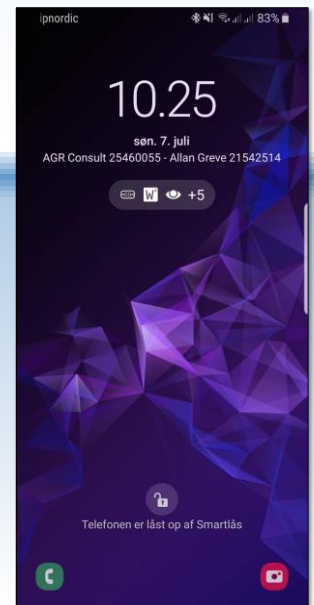 ipnordic 83%
10.25
søn. 7. juli
AGR Consult 25460055 - Allan Greve 21542514
W +5
Telefonen er låst op af Smartlås